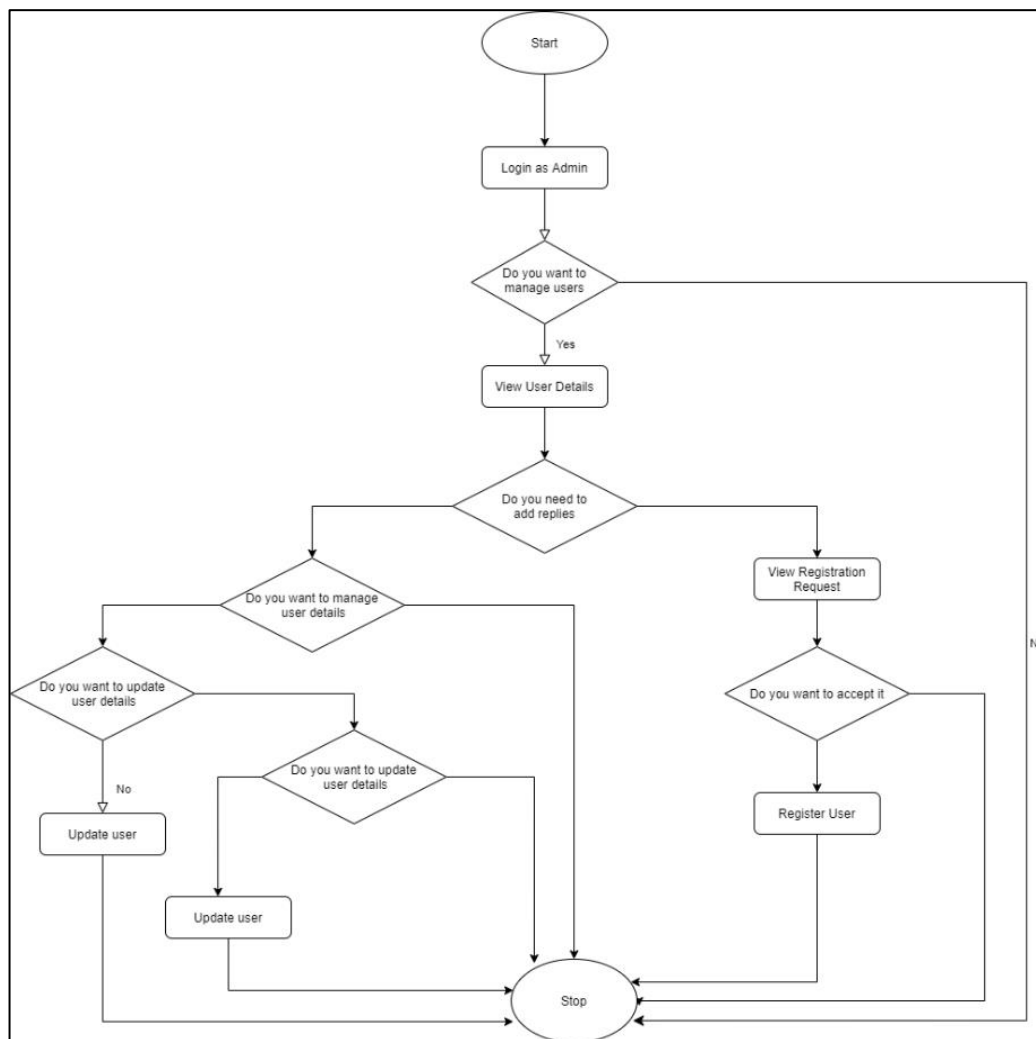 Start
Login as Admin
Do you want to
manage users
Yes
View User Details
Do you need to
add replies
View Registration
Request
Do you want to manage
user details
N
Do you want to update
user details
Do you want to accept it
Do you want to update
user details
No
Update user
Register User
Update user
Stop